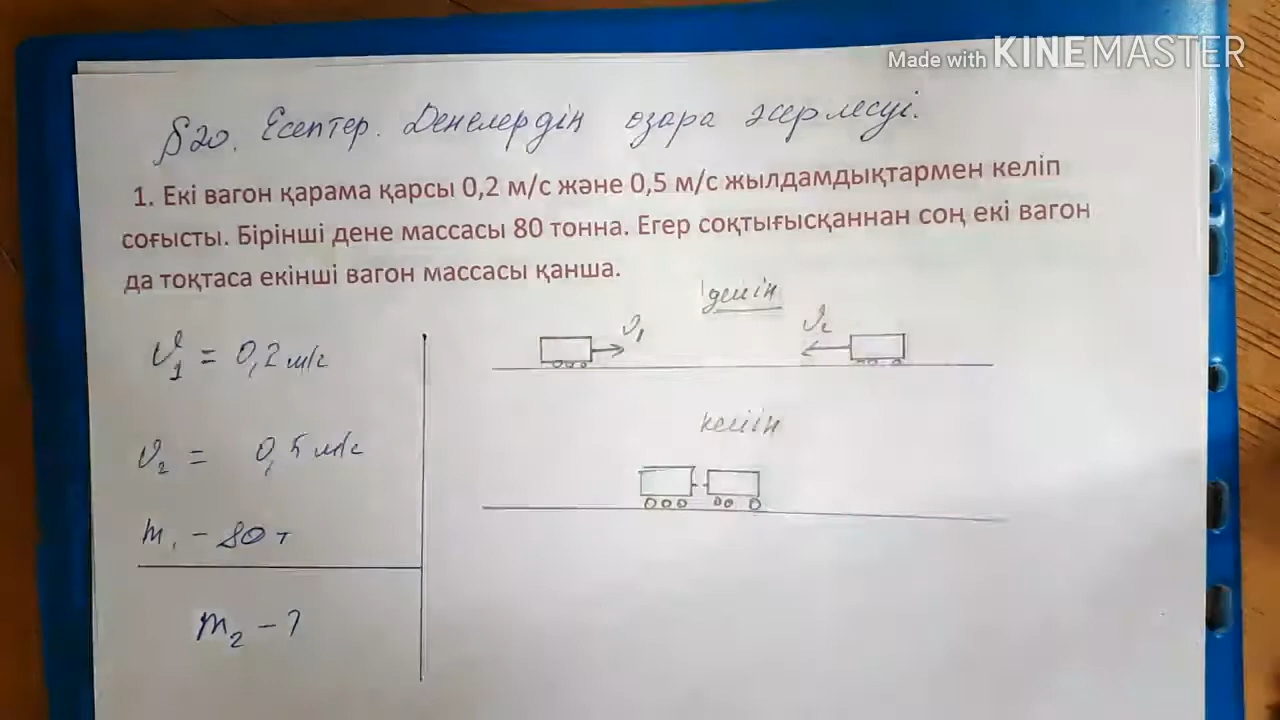 Made with KINEMASTER
§20. Есептер. Денелердің өзара әсерлесуі.
1. Екі вагон қарама қарсы 0,2 м/с және 0,5 м/с жылдамдықтармен келіп
соғысты. Бірінші дене массасы 80 тонна. Егер соқтығысқаннан соң екі вагон
да тоқтаса екінші вагон массасы қанша.
дейін
υ₁
υ₂
υ₁ = 0,2 м/с
кейін
υ₂ = 0,5 м/с
m₁ – 80 т
m₂ – ?